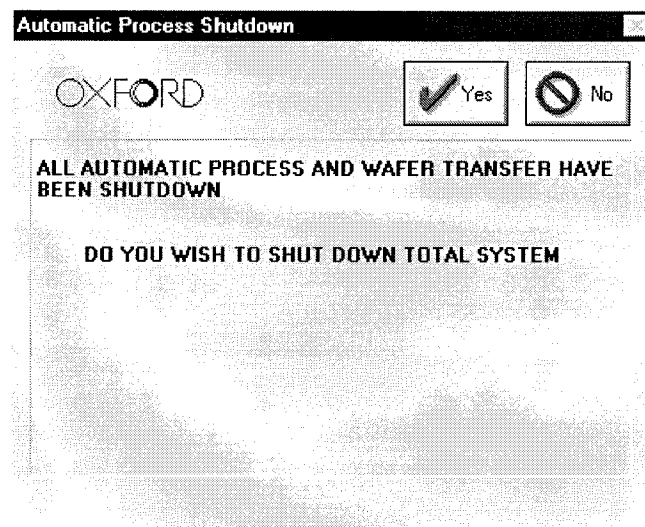 Automatic Process Shutdown
OXFORD
Yes
No
ALL AUTOMATIC PROCESS AND WAFER TRANSFER HAVE
BEEN SHUTDOWN
DO YOU WISH TO SHUT DOWN TOTAL SYSTEM